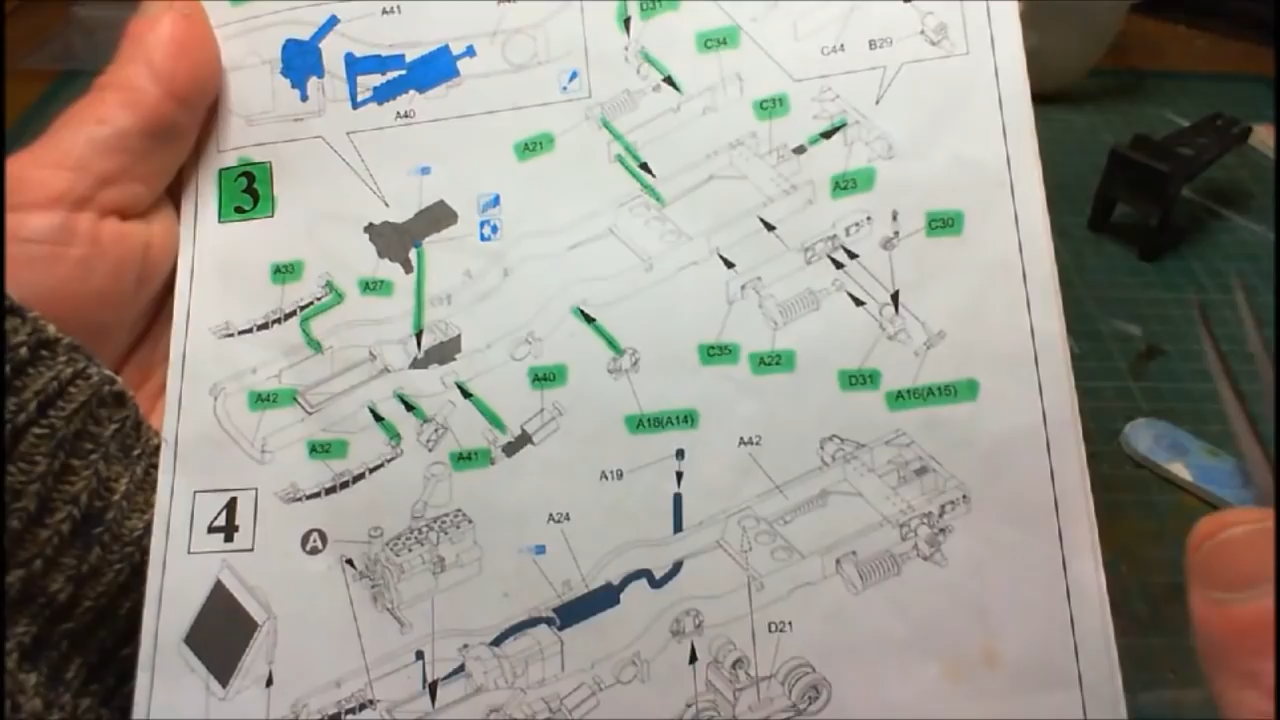 A41
D31
C34
C44
B29
A40
A21
C31
3
A23
C30
A33
A27
C35
A22
D31
A16(A15)
A42
A40
A32
A41
A18(A14)
A42
A19
4
A
A24
D21